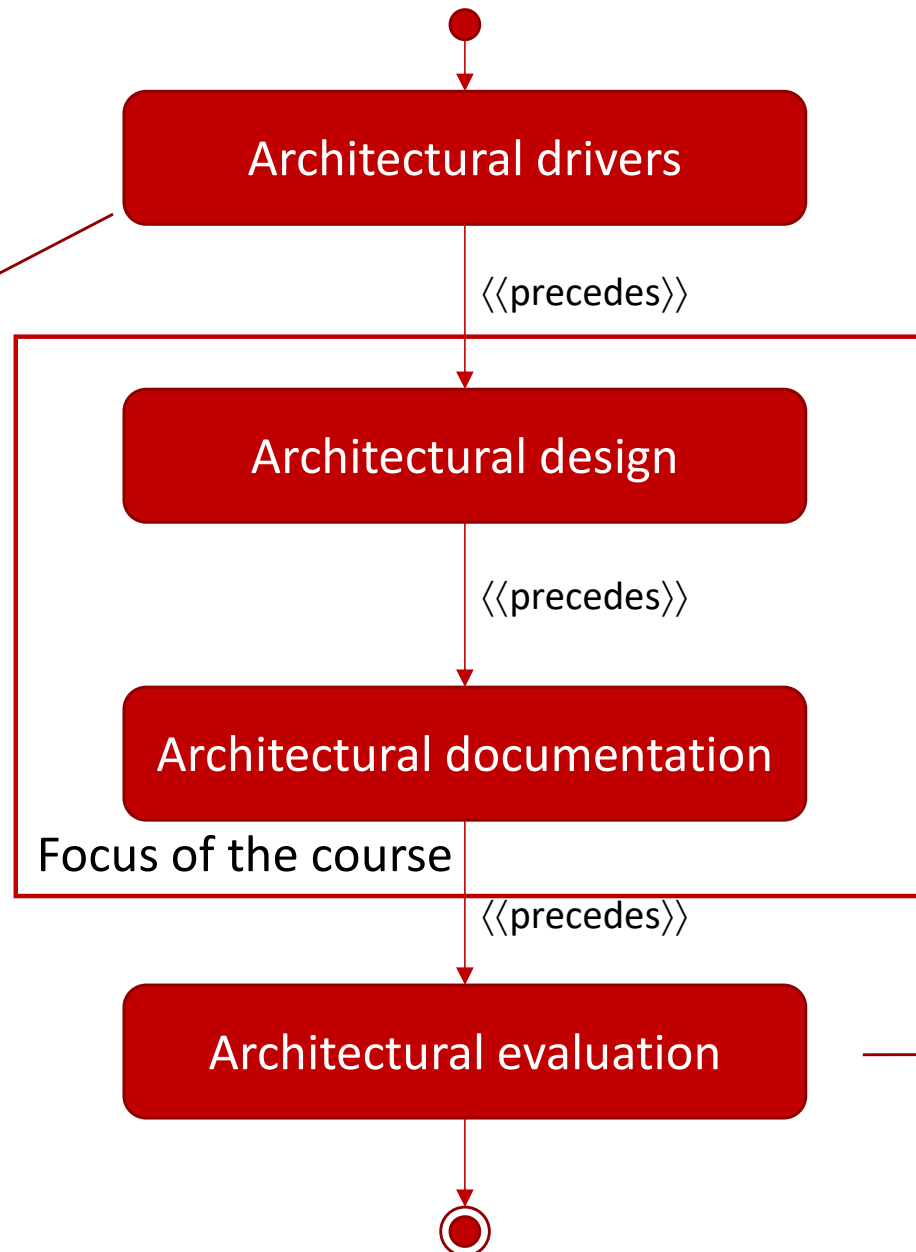 Architectural drivers
⟨⟨precedes⟩⟩
Architectural design
⟨⟨precedes⟩⟩
Architectural documentation
Focus of the course
⟨⟨precedes⟩⟩
Architectural evaluation